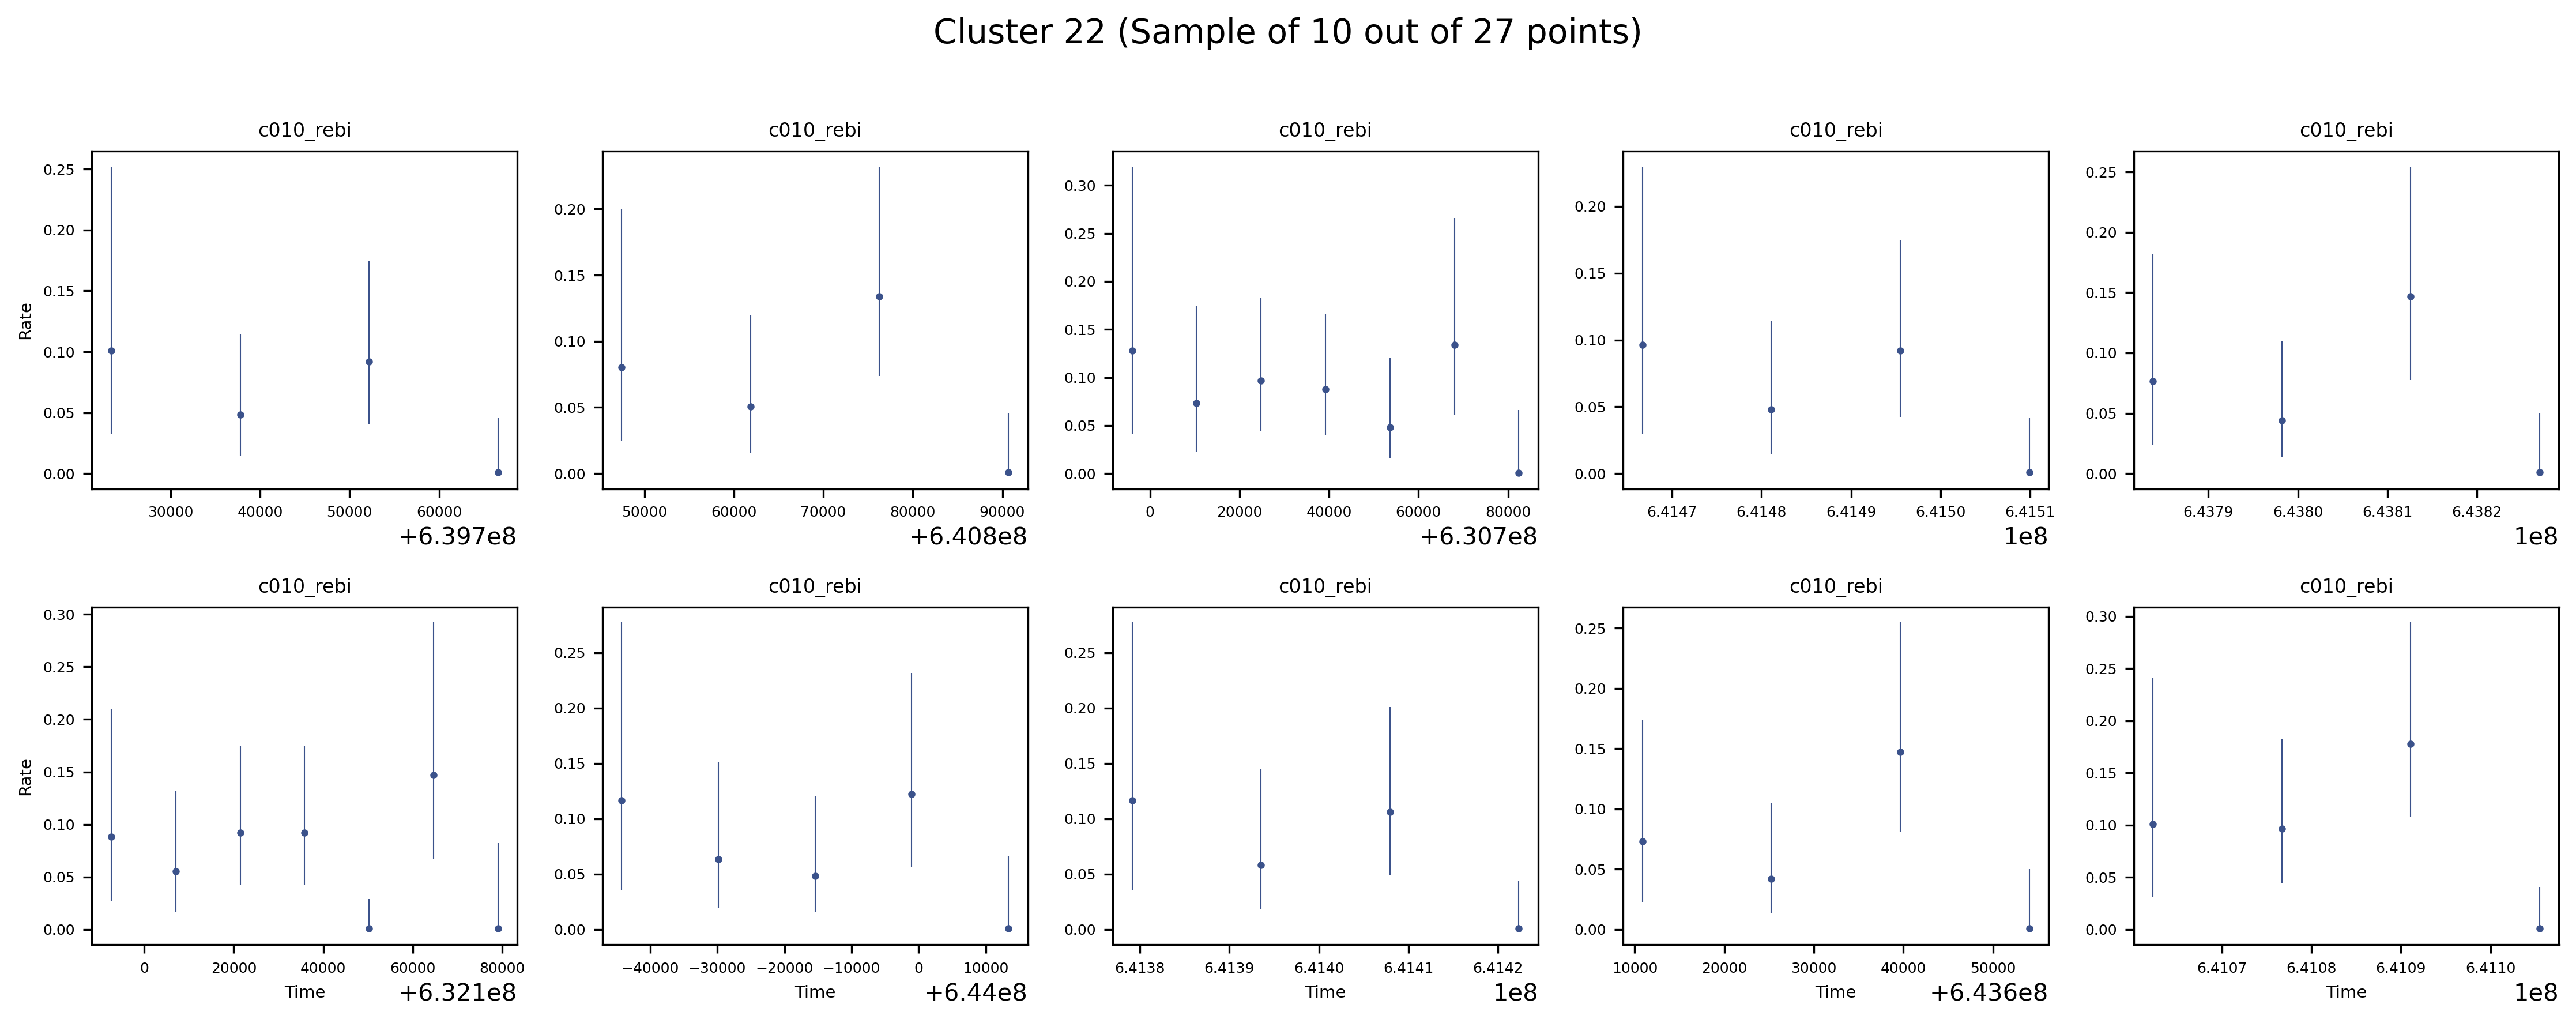 Cluster 22 (Sample of 10 out of 27 points)
c010_rebi c010_rebi c010_rebi c010_rebi c010_rebi
Rate
0.25
0.20
0.15
0.10
0.05
0.00
30000 40000 50000 60000
+6.397e8
0.20
0.15
0.10
0.05
0.00
50000 60000 70000 80000 90000
+6.408e8
0.30
0.25
0.20
0.15
0.10
0.05
0.00
0 20000 40000 60000 80000
+6.307e8
0.20
0.15
0.10
0.05
0.00
6.4147 6.4148 6.4149 6.4150 6.4151
1e8
0.25
0.20
0.15
0.10
0.05
0.00
6.4379 6.4380 6.4381 6.4382
1e8
c010_rebi c010_rebi c010_rebi c010_rebi c010_rebi
Rate
0.30
0.25
0.20
0.15
0.10
0.05
0.00
0 20000 40000 60000 80000
Time +6.321e8
0.25
0.20
0.15
0.10
0.05
0.00
−40000 −30000 −20000 −10000 0 10000
Time +6.44e8
0.25
0.20
0.15
0.10
0.05
0.00
6.4138 6.4139 6.4140 6.4141 6.4142
Time 1e8
0.25
0.20
0.15
0.10
0.05
0.00
10000 20000 30000 40000 50000
Time +6.436e8
0.30
0.25
0.20
0.15
0.10
0.05
0.00
6.4107 6.4108 6.4109 6.4110
Time 1e8